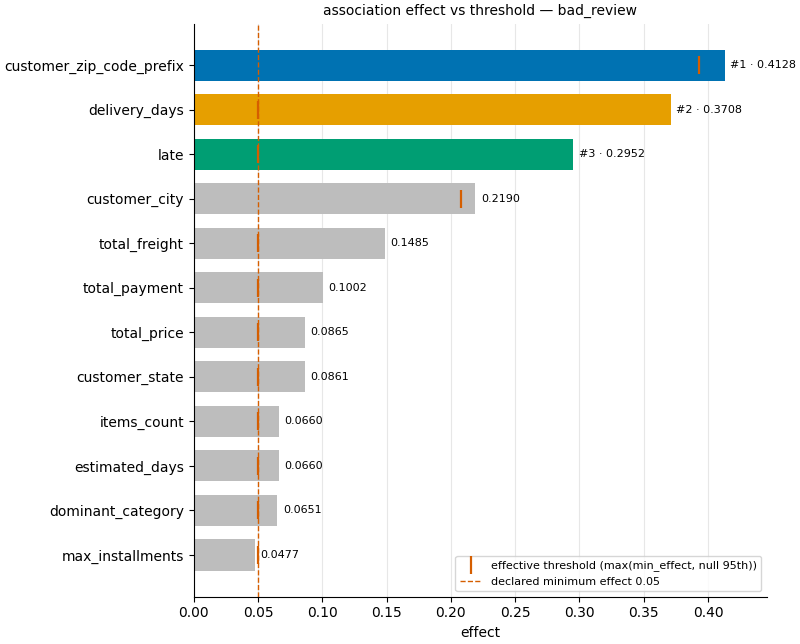 association effect vs threshold — bad_review
customer_zip_code_prefix
#1 · 0.4128
delivery_days
#2 · 0.3708
late
#3 · 0.2952
customer_city
0.2190
total_freight
0.1485
total_payment
0.1002
total_price
0.0865
customer_state
0.0861
items_count
0.0660
estimated_days
0.0660
dominant_category
0.0651
max_installments
0.0477
effective threshold (max(min_effect, null 95th))
declared minimum effect 0.05
0.00 0.05 0.10 0.15 0.20 0.25 0.30 0.35 0.40
effect